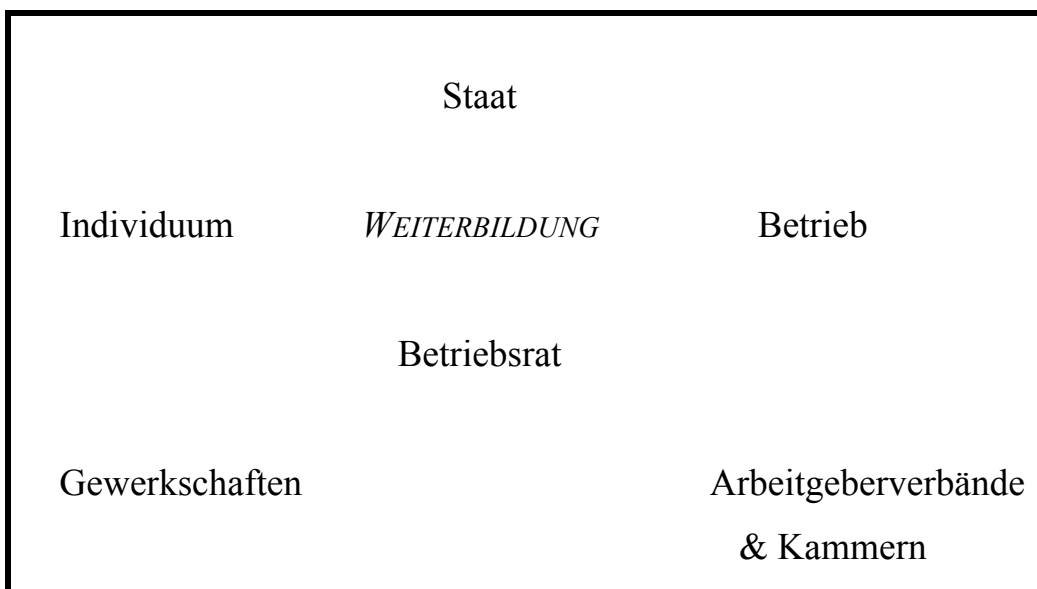 Staat
Individuum WEITERBILDUNG Betrieb
Betriebsrat
Gewerkschaften Arbeitgeberverbände
& Kammern